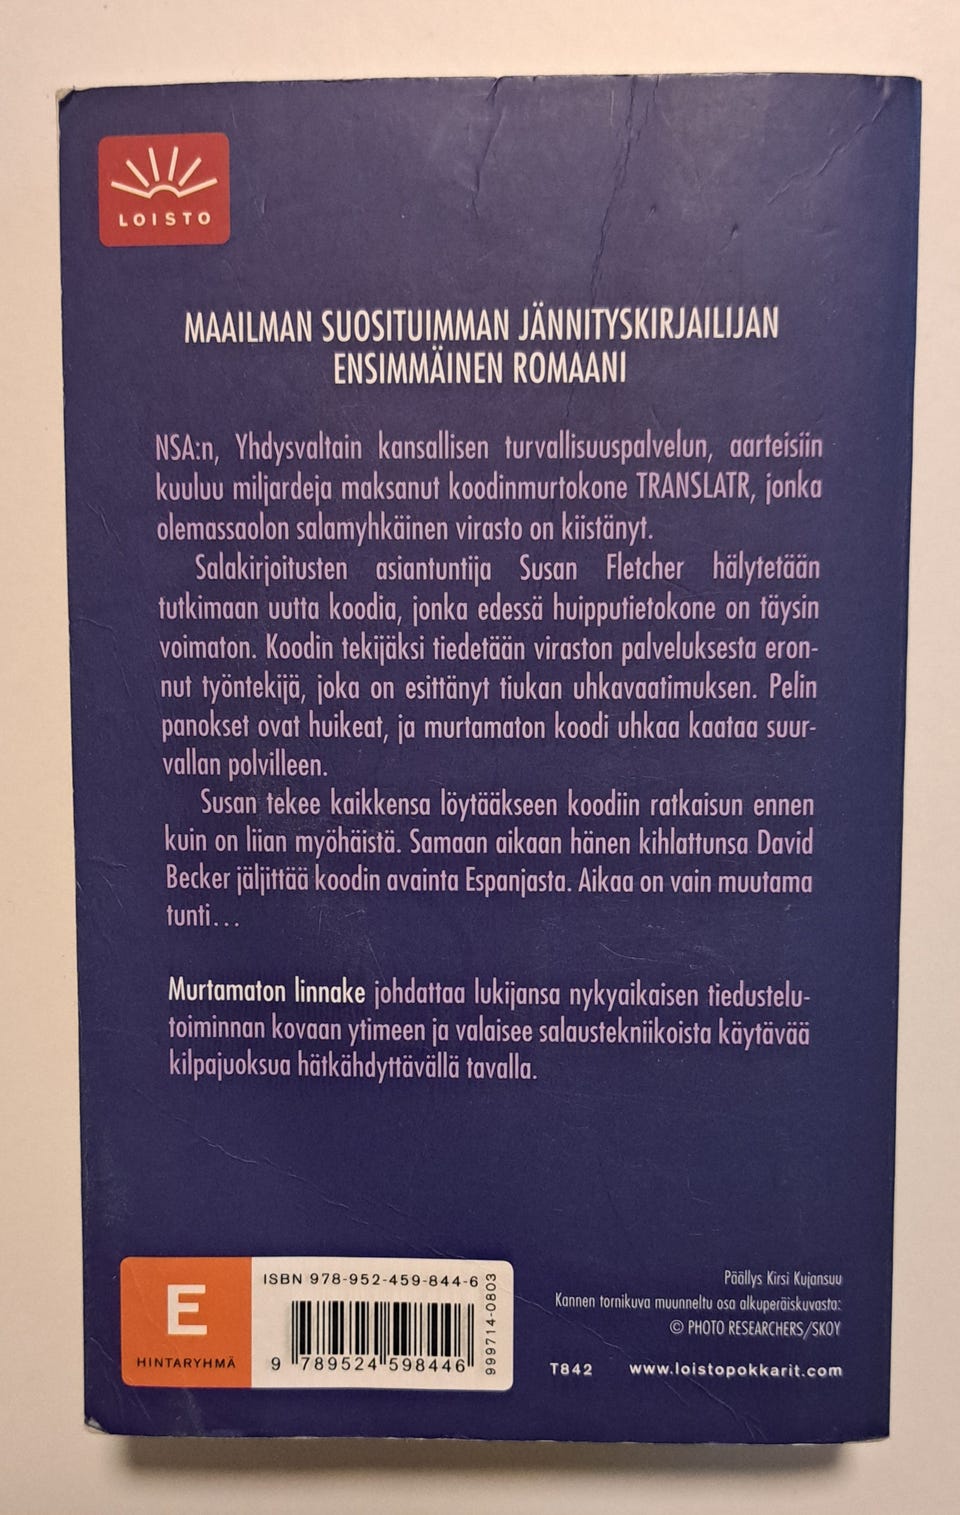 LOISTO
MAAILMAN SUOSITUIMMAN JÄNNITYSKIRJAILIJAN
ENSIMMÄINEN ROMAANI
NSA:n, Yhdysvaltain kansallisen turvallisuuspalvelun, aarteisiin
kuuluu miljardeja maksanut koodinmurtokone TRANSLATR, jonka
olemassaolon salamyhkäinen virasto on kiistänyt.
Salakirjoitusten asiantuntija Susan Fletcher hälytetään
tutkimaan uutta koodia, jonka edessä huipputietokone on täysin
voimaton. Koodin tekijäksi tiedetään viraston palveluksesta eron-
nut työntekijä, joka on esittänyt tiukan uhkavaatimuksen. Pelin
panokset ovat huikeat, ja murtamaton koodi uhkaa kaataa suur-
vallan polvilleen.
Susan tekee kaikkensa löytääkseen koodiin ratkaisun ennen
kuin on liian myöhäistä. Samaan aikaan hänen kihlattunsa David
Becker jäljittää koodin avainta Espanjasta. Aikaa on vain muutama
tunti...
Murtamaton linnake johdattaa lukijansa nykyaikaisen tiedustelu-
toiminnan kovaan ytimeen ja valaisee salaustekniikoista käytävää
kilpajuoksua hätkähdyttävällä tavalla.
E
HINTARYHMÄ
ISBN 978-952-459-844-6
9 789524 598446
999714-0803
Päällys Kirsi Kujansuu
Kannen tornikuva muunneltu osa alkuperäiskuvasta:
© PHOTO RESEARCHERS/SKOY
T842 www.loistopokkarit.com